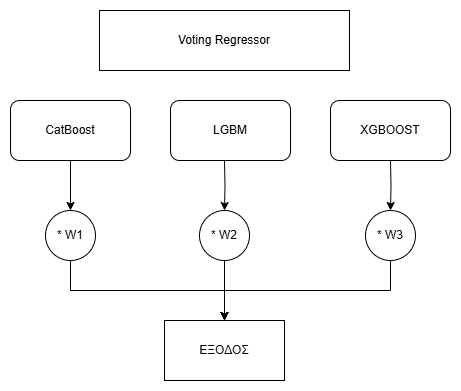 Voting Regressor
CatBoost
LGBM
XGBOOST
* W1
* W2
* W3
ΕΞΟΔΟΣ